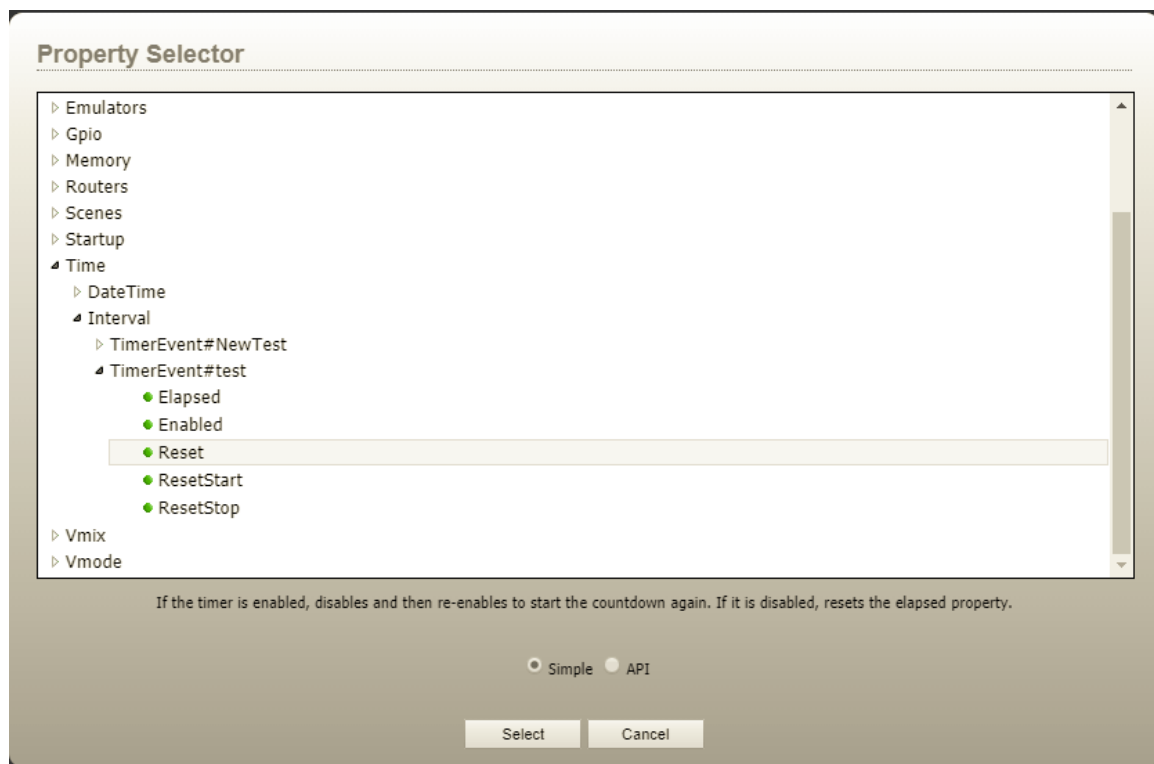 Property Selector
Emulators
Gpio
Memory
Routers
Scenes
Startup
Time
DateTime
Interval
TimerEvent#NewTest
TimerEvent#test
Elapsed
Enabled
Reset
ResetStart
ResetStop
Vmix
Vmode
If the timer is enabled, disables and then re-enables to start the countdown again. If it is disabled, resets the elapsed property.
Simple API
Select Cancel